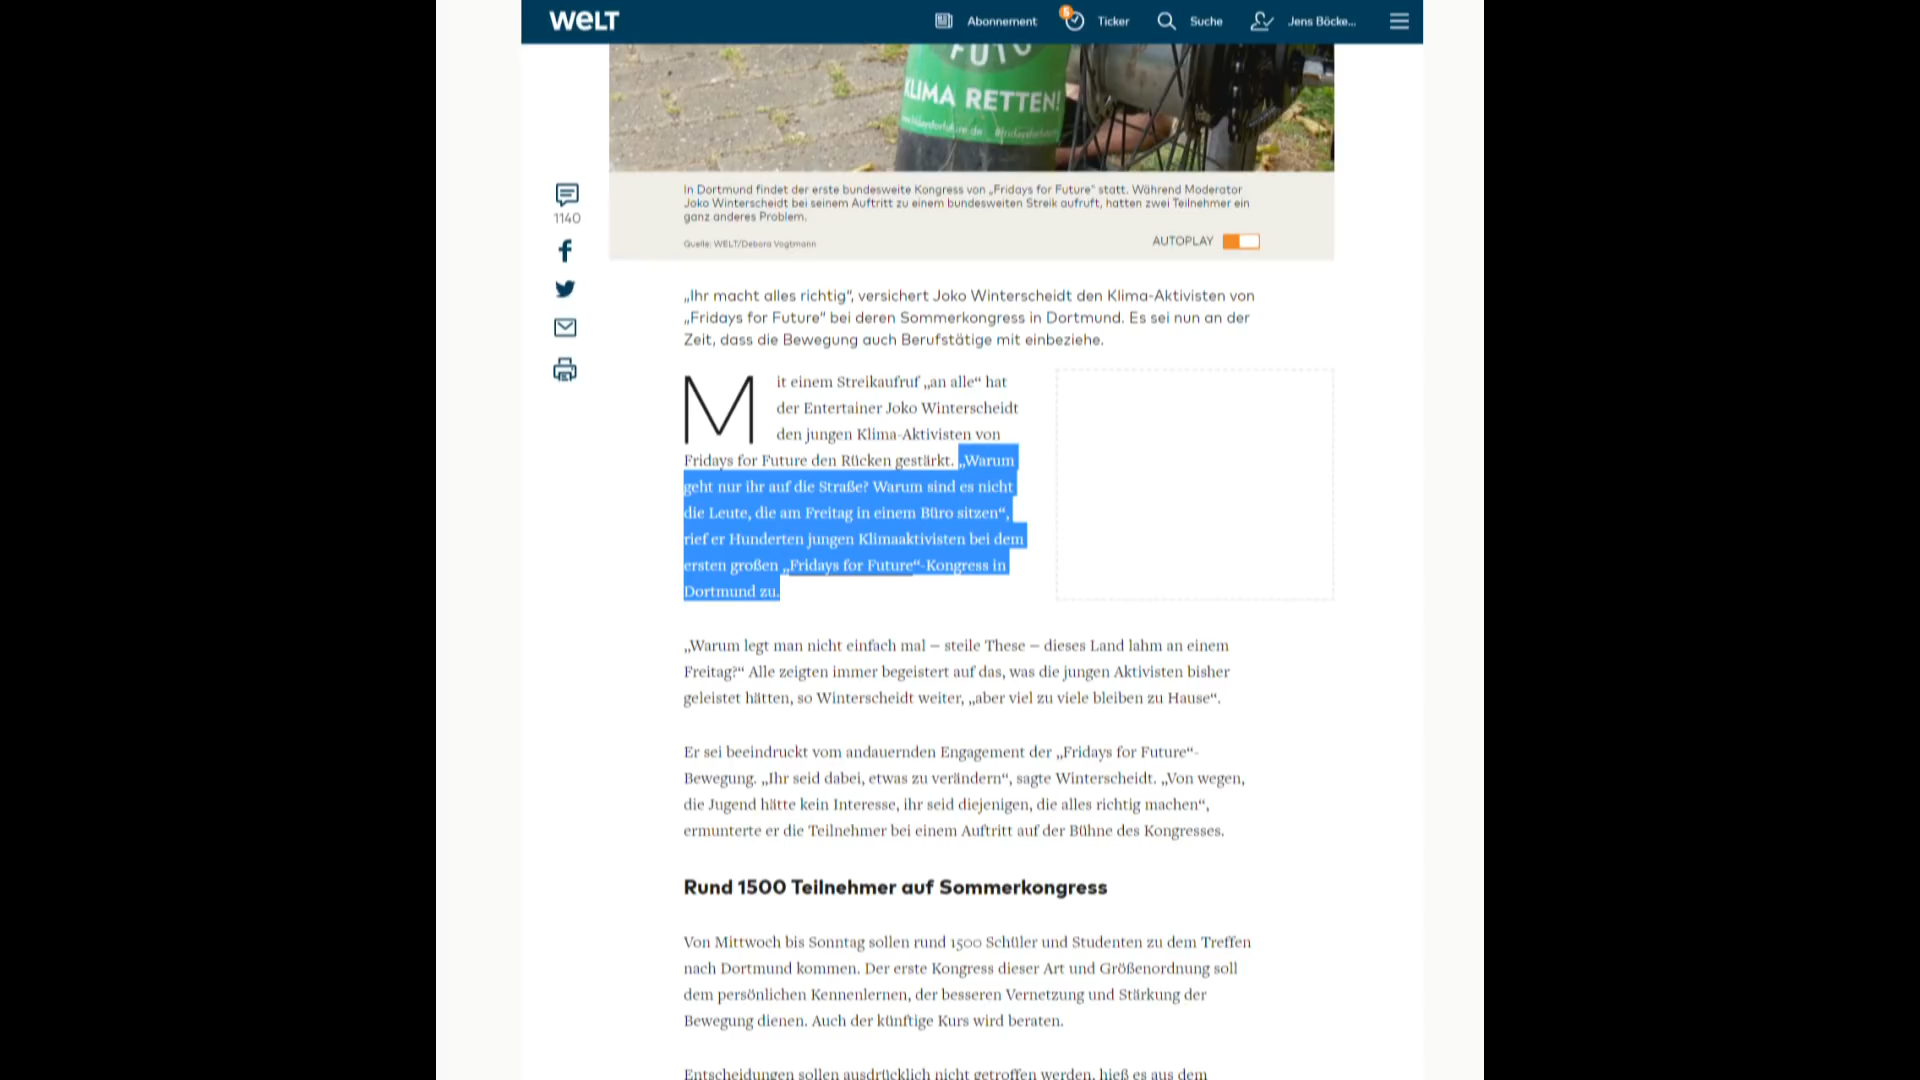 WELT
Abonnement
5
Ticker
Suche
Jens Böcke...
FUTU
KLIMA RETTEN!
In Dortmund findet der erste bundesweite Kongress von „Fridays for Future“ statt. Während Moderator
Joko Winterscheidt bei seinem Auftritt zu einem bundesweiten Streik aufruft, hatten zwei Teilnehmer ein
ganz anderes Problem.
Quelle: WELT/Debora Vogtmann
AUTOPLAY
1140
„Ihr macht alles richtig“, versichert Joko Winterscheidt den Klima-Aktivisten von
„Fridays for Future“ bei deren Sommerkongress in Dortmund. Es sei nun an der
Zeit, dass die Bewegung auch Berufstätige mit einbeziehe.
Mit einem Streikaufruf „an alle“ hat
der Entertainer Joko Winterscheidt
den jungen Klima-Aktivisten von
Fridays for Future den Rücken gestärkt. „Warum
geht nur ihr auf die Straße? Warum sind es nicht
die Leute, die am Freitag in einem Büro sitzen“,
rief er Hunderten jungen Klimaaktivisten bei dem
ersten großen „Fridays for Future“-Kongress in
Dortmund zu.
„Warum legt man nicht einfach mal – steile These – dieses Land lahm an einem
Freitag?“ Alle zeigten immer begeistert auf das, was die jungen Aktivisten bisher
geleistet hätten, so Winterscheidt weiter, „aber viel zu viele bleiben zu Hause“.
Er sei beeindruckt vom andauernden Engagement der „Fridays for Future“-
Bewegung. „Ihr seid dabei, etwas zu verändern“, sagte Winterscheidt. „Von wegen,
die Jugend hätte kein Interesse, ihr seid diejenigen, die alles richtig machen“,
ermunterte er die Teilnehmer bei einem Auftritt auf der Bühne des Kongresses.
Rund 1500 Teilnehmer auf Sommerkongress
Von Mittwoch bis Sonntag sollen rund 1500 Schüler und Studenten zu dem Treffen
nach Dortmund kommen. Der erste Kongress dieser Art und Größenordnung soll
dem persönlichen Kennenlernen, der besseren Vernetzung und Stärkung der
Bewegung dienen. Auch der künftige Kurs wird beraten.
Entscheidungen sollen ausdrücklich nicht getroffen werden, hieß es aus dem